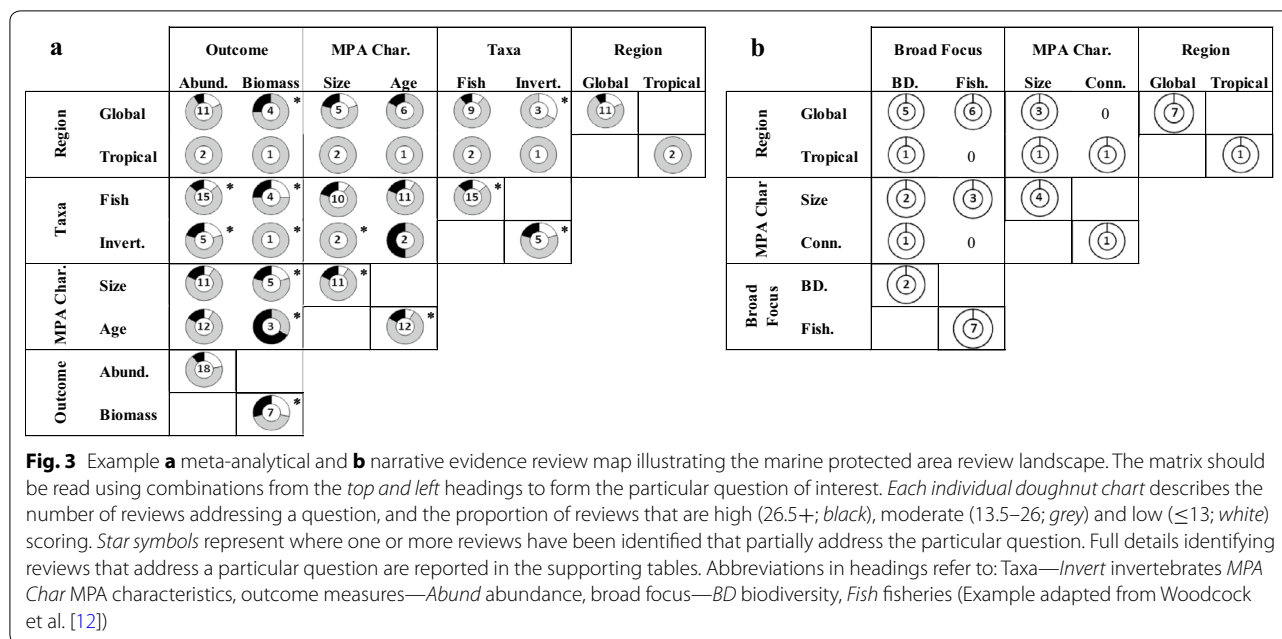 a
Outcome MPA Char. Taxa Region
Abund. Biomass Size Age Fish Invert. Global Tropical
Region
Global 11 4* 5 6 9 3* 11
Tropical 2 1 2 1 2 1 2
Taxa
Fish 15* 4* 10 11 15*
Invert. 5* 1* 2* 2 5*
MPA Char.
Size 11 5* 11*
Age 12 3* 12*
Outcome
Abund. 18
Biomass 7*
b
Broad Focus MPA Char. Region
BD. Fish. Size Conn. Global Tropical
Region
Global 5 6 3 0 7
Tropical 1 0 1 1 1
MPA Char
Size 2 3 4
Conn. 1 0 1
Broad
Focus
BD. 2
Fish. 7
Fig. 3 Example a meta-analytical and b narrative evidence review map illustrating the marine protected area review landscape. The matrix should
be read using combinations from the top and left headings to form the particular question of interest. Each individual doughnut chart describes the
number of reviews addressing a question, and the proportion of reviews that are high (26.5+; black), moderate (13.5–26; grey) and low (≤13; white)
scoring. Star symbols represent where one or more reviews have been identified that partially address the particular question. Full details identifying
reviews that address a particular question are reported in the supporting tables. Abbreviations in headings refer to: Taxa—Invert invertebrates MPA
Char MPA characteristics, outcome measures—Abund abundance, broad focus—BD biodiversity, Fish fisheries (Example adapted from Woodcock
et al. [12])